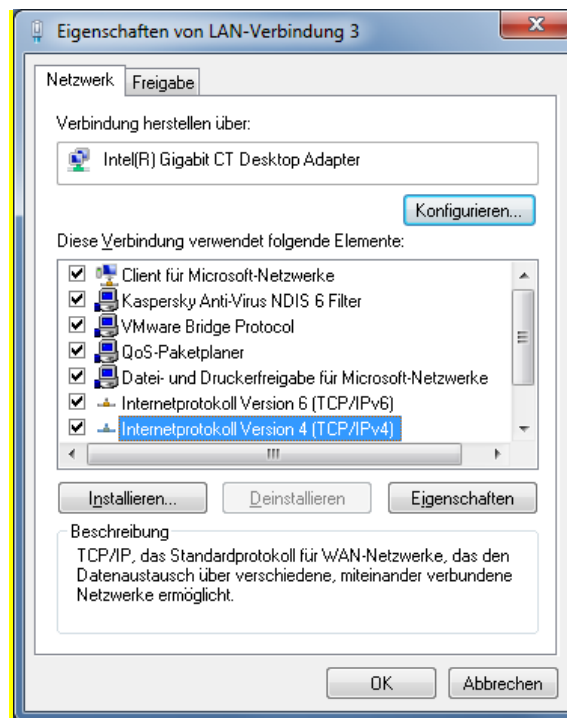 Eigenschaften von LAN-Verbindung 3
Netzwerk Freigabe
Verbindung herstellen über:
Intel(R) Gigabit CT Desktop Adapter
Konfigurieren...
Diese Verbindung verwendet folgende Elemente:
Client für Microsoft-Netzwerke
Kaspersky Anti-Virus NDIS 6 Filter
VMware Bridge Protocol
QoS-Paketplaner
Datei- und Druckerfreigabe für Microsoft-Netzwerke
Internetprotokoll Version 6 (TCP/IPv6)
Internetprotokoll Version 4 (TCP/IPv4)
Installieren... Deinstallieren Eigenschaften
Beschreibung
TCP/IP, das Standardprotokoll für WAN-Netzwerke, das den
Datenaustausch über verschiedene, miteinander verbundene
Netzwerke ermöglicht.
OK Abbrechen